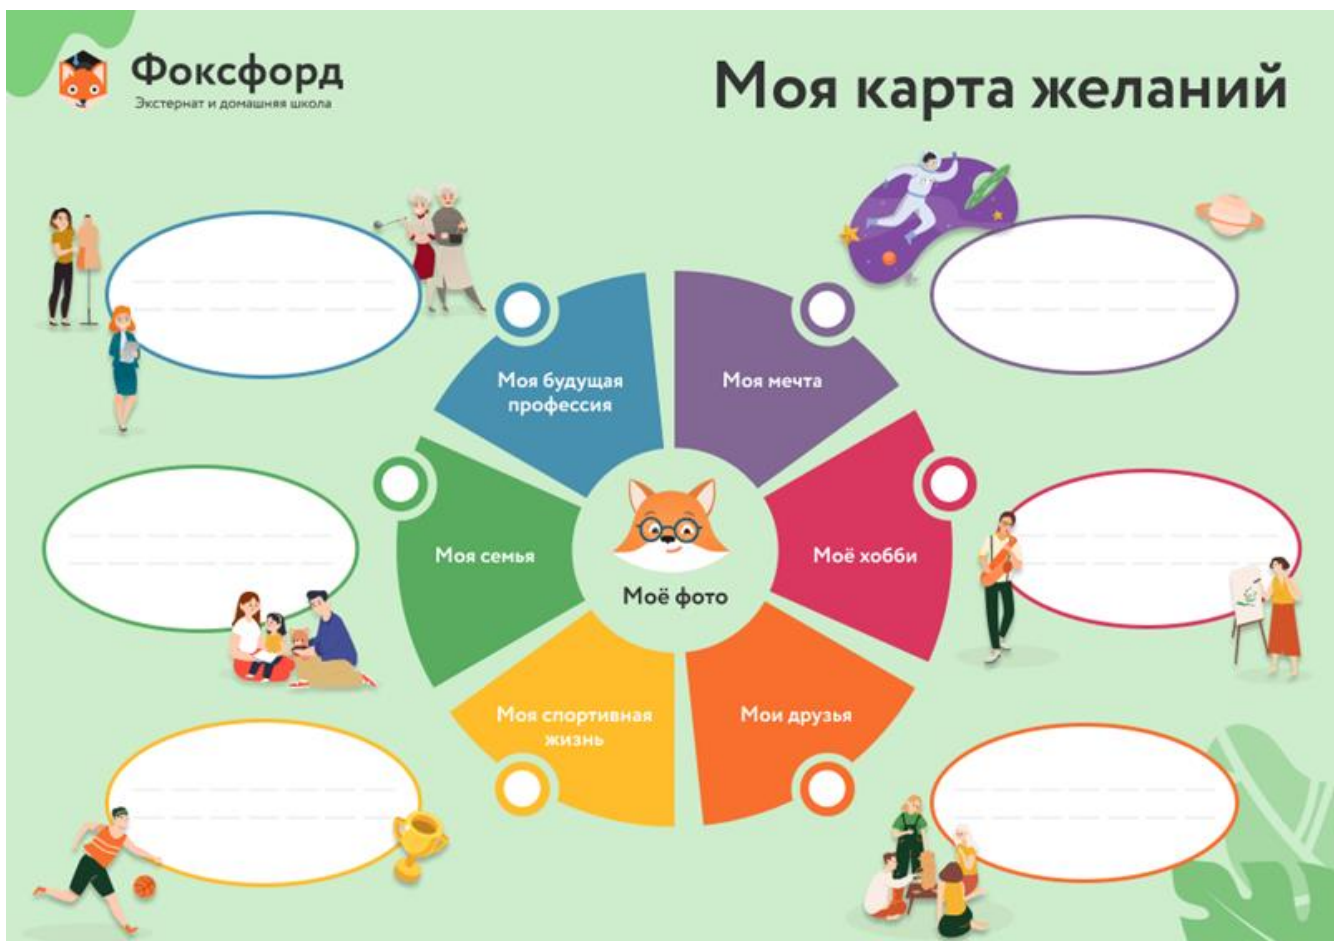 Фоксфорд
Экстернат и домашняя школа
Моя карта желаний
Моя будущая
профессия
Моя мечта
Моя семья
Моё хобби
Моё фото
Моя спортивная
жизнь
Мои друзья